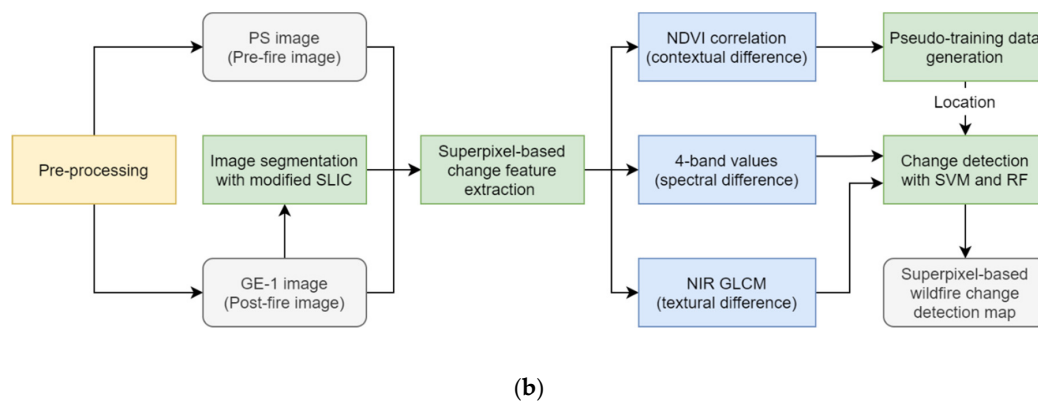 Pre-processing
PS image
(Pre-fire image)
Image segmentation
with modified SLIC
GE-1 image
(Post-fire image)
Superpixel-based
change feature
extraction
NDVI correlation
(contextual difference)
4-band values
(spectral difference)
NIR GLCM
(textural difference)
Pseudo-training data
generation
Location
Change detection
with SVM and RF
Superpixel-based
wildfire change
detection map
(b)